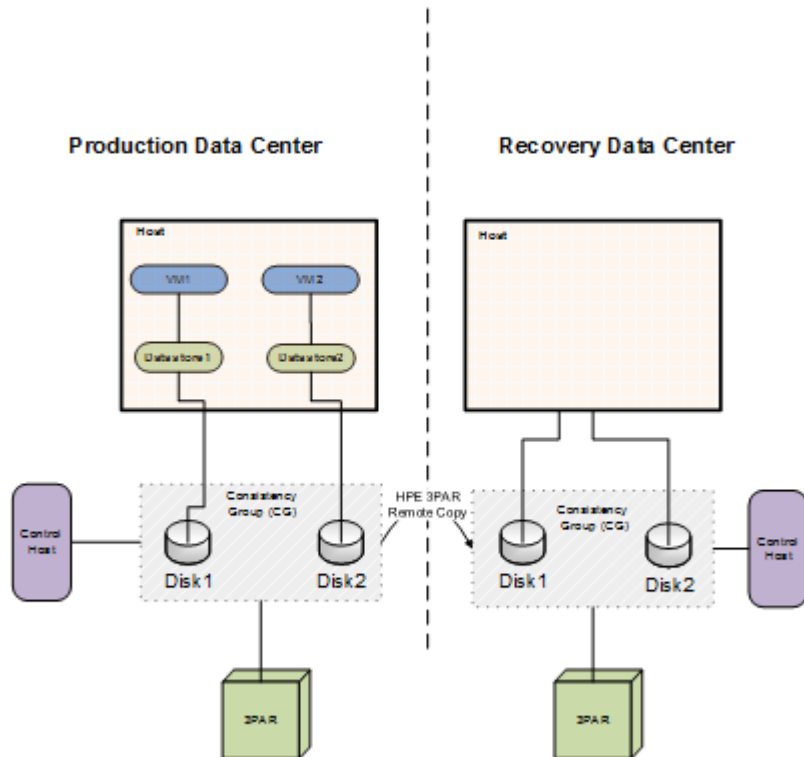 Production Data Center
Recovery Data Center
Host
VM1
VM2
Datastore1
Datastore2
Host
Consistency
Group (CG)
Disk1
Disk2
Control
Host
HPE 3PAR
Remote Copy
Consistency
Group (CG)
Disk1
Disk2
Control
Host
3PAR
3PAR